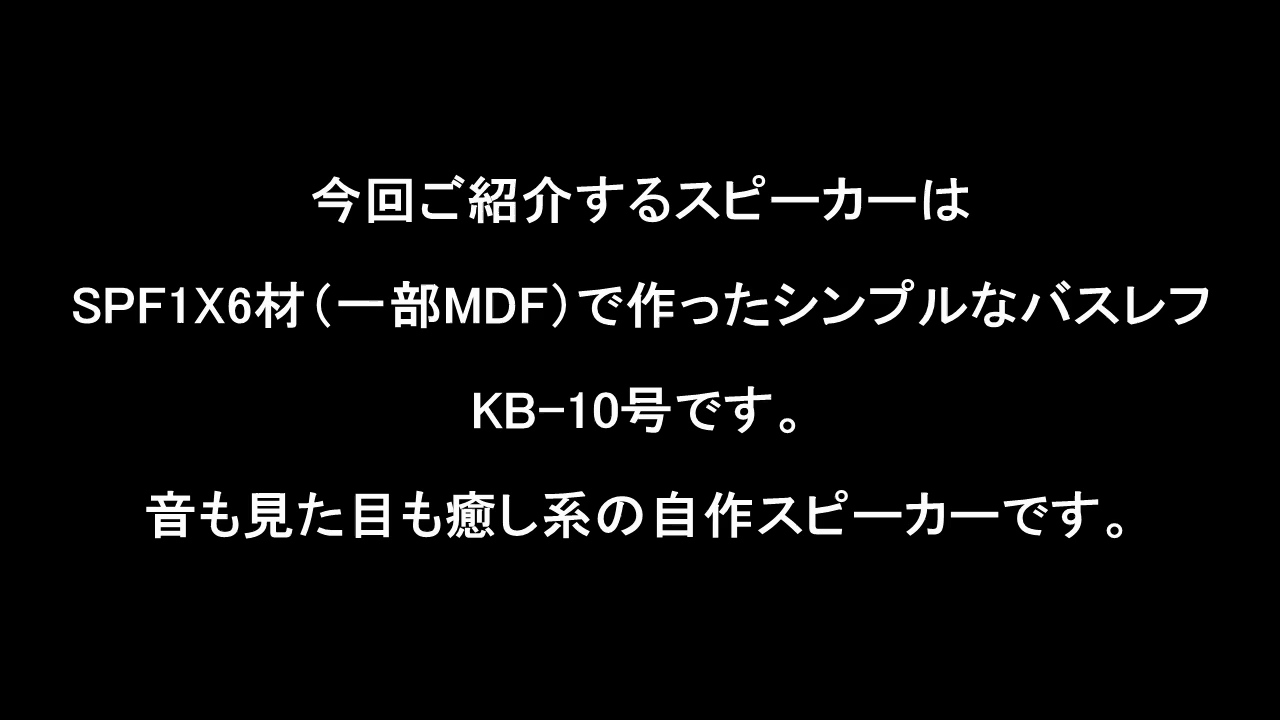 今回ご紹介するスピーカーは
SPF1X6材（一部MDF）で作ったシンプルなバスレフ
KB-10号です。
音も見た目も癒し系の自作スピーカーです。